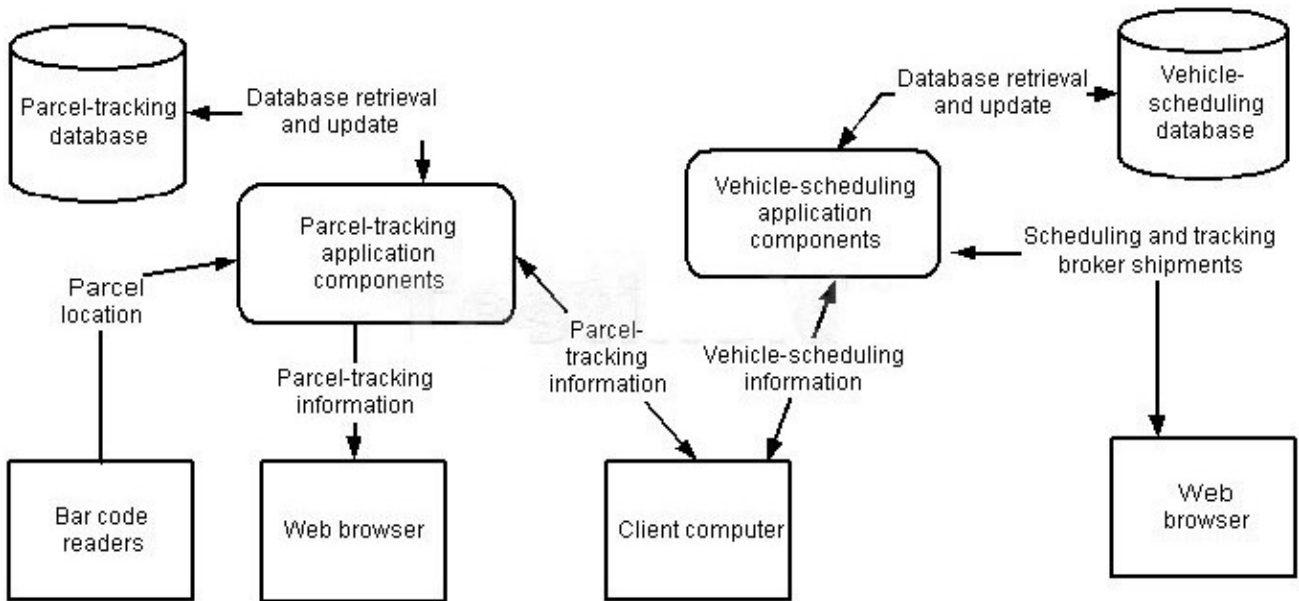 Parcel-tracking
database
Database retrieval
and update
Database retrieval
and update
Vehicle-
scheduling
database
Parcel-tracking
application
components
Vehicle-scheduling
application
components
Scheduling and tracking
broker shipments
Parcel
location
Parcel-tracking
information
Parcel-
tracking
information
Vehicle-scheduling
information
Bar code
readers
Web browser
Client computer
Web
browser